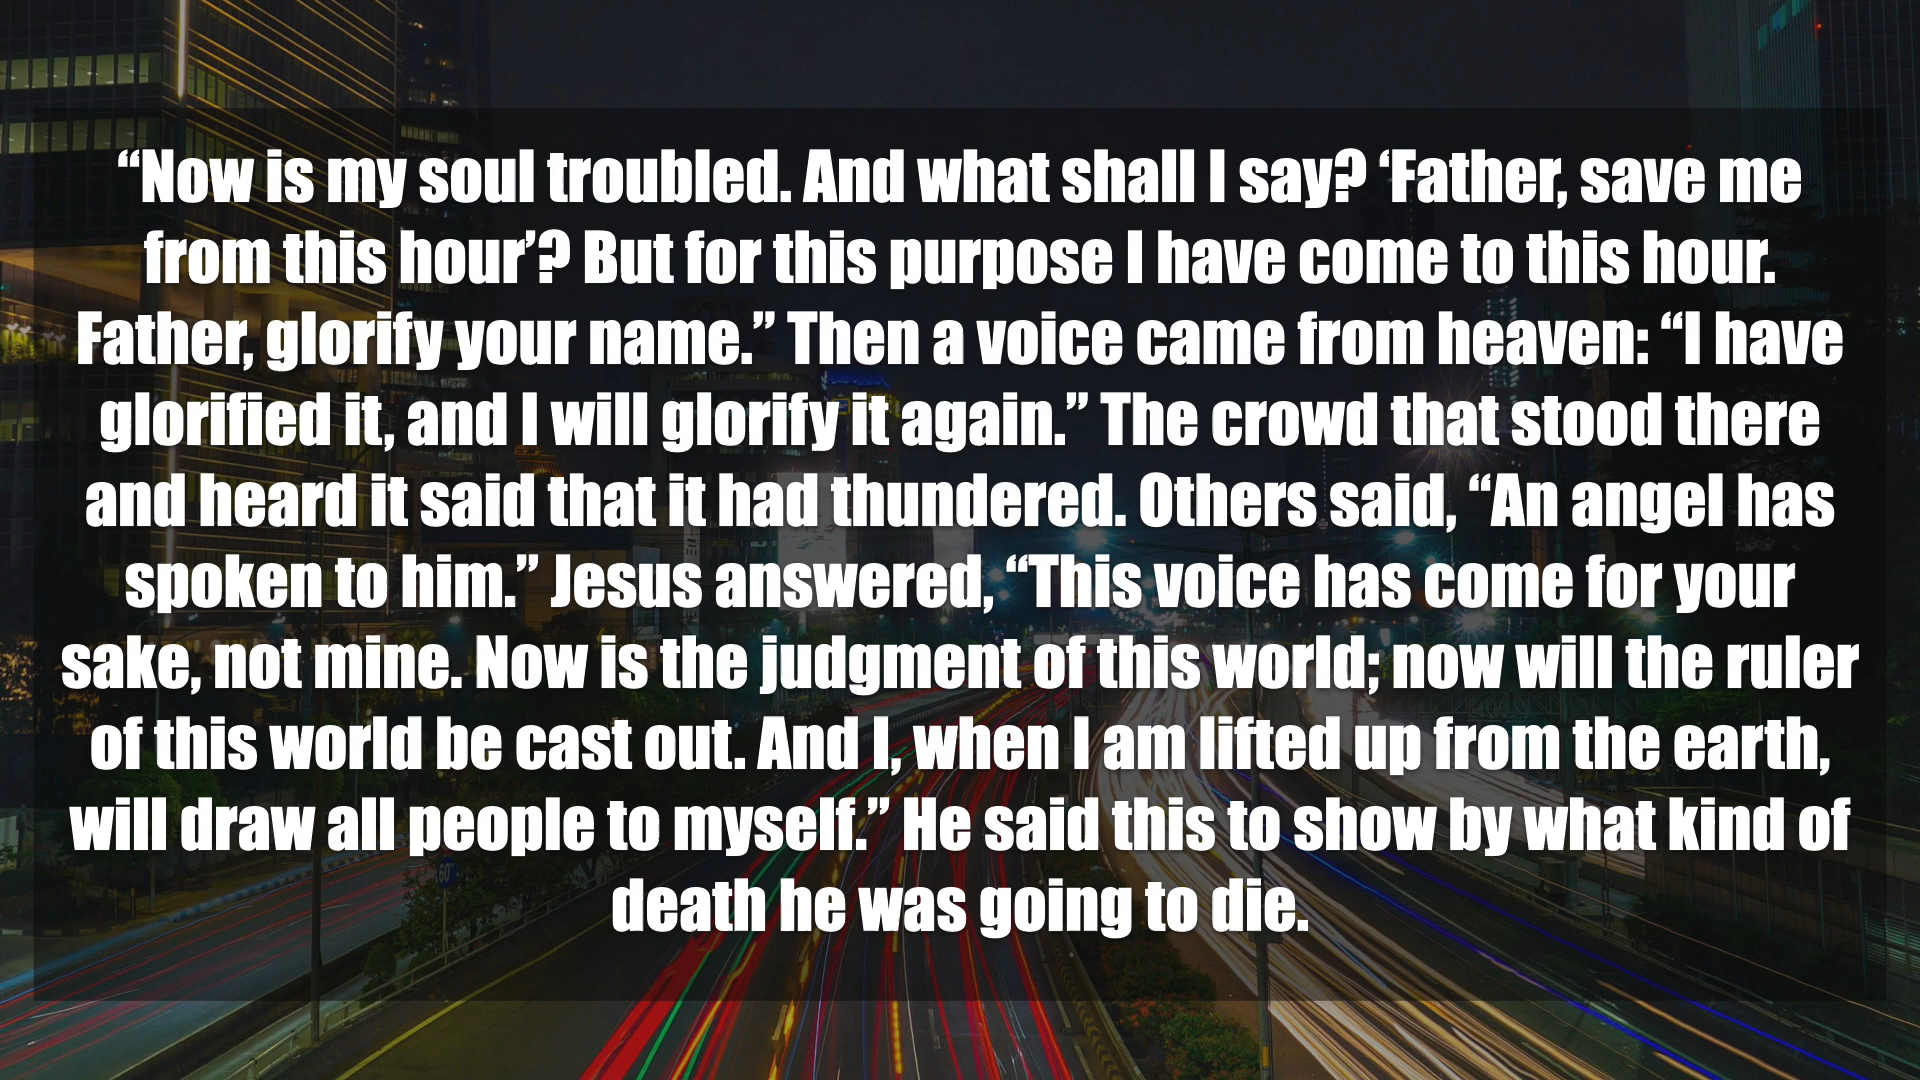 “Now is my soul troubled. And what shall I say? ‘Father, save me
from this hour’? But for this purpose I have come to this hour.
Father, glorify your name.” Then a voice came from heaven: “I have
glorified it, and I will glorify it again.” The crowd that stood there
and heard it said that it had thundered. Others said, “An angel has
spoken to him.” Jesus answered, “This voice has come for your
sake, not mine. Now is the judgment of this world; now will the ruler
of this world be cast out. And I, when I am lifted up from the earth,
will draw all people to myself.” He said this to show by what kind of
death he was going to die.
60